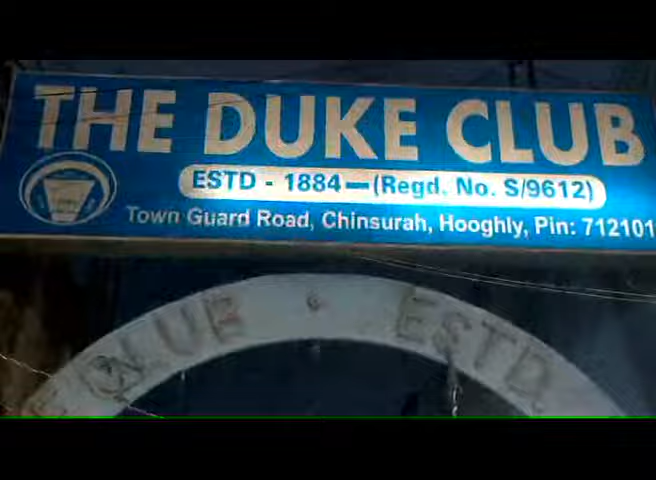 THE DUKE CLUB
ESTD - 1884 — (Regd. No. S/9612)
Town Guard Road, Chinsurah, Hooghly, Pin: 712101
CLUB • ESTD.